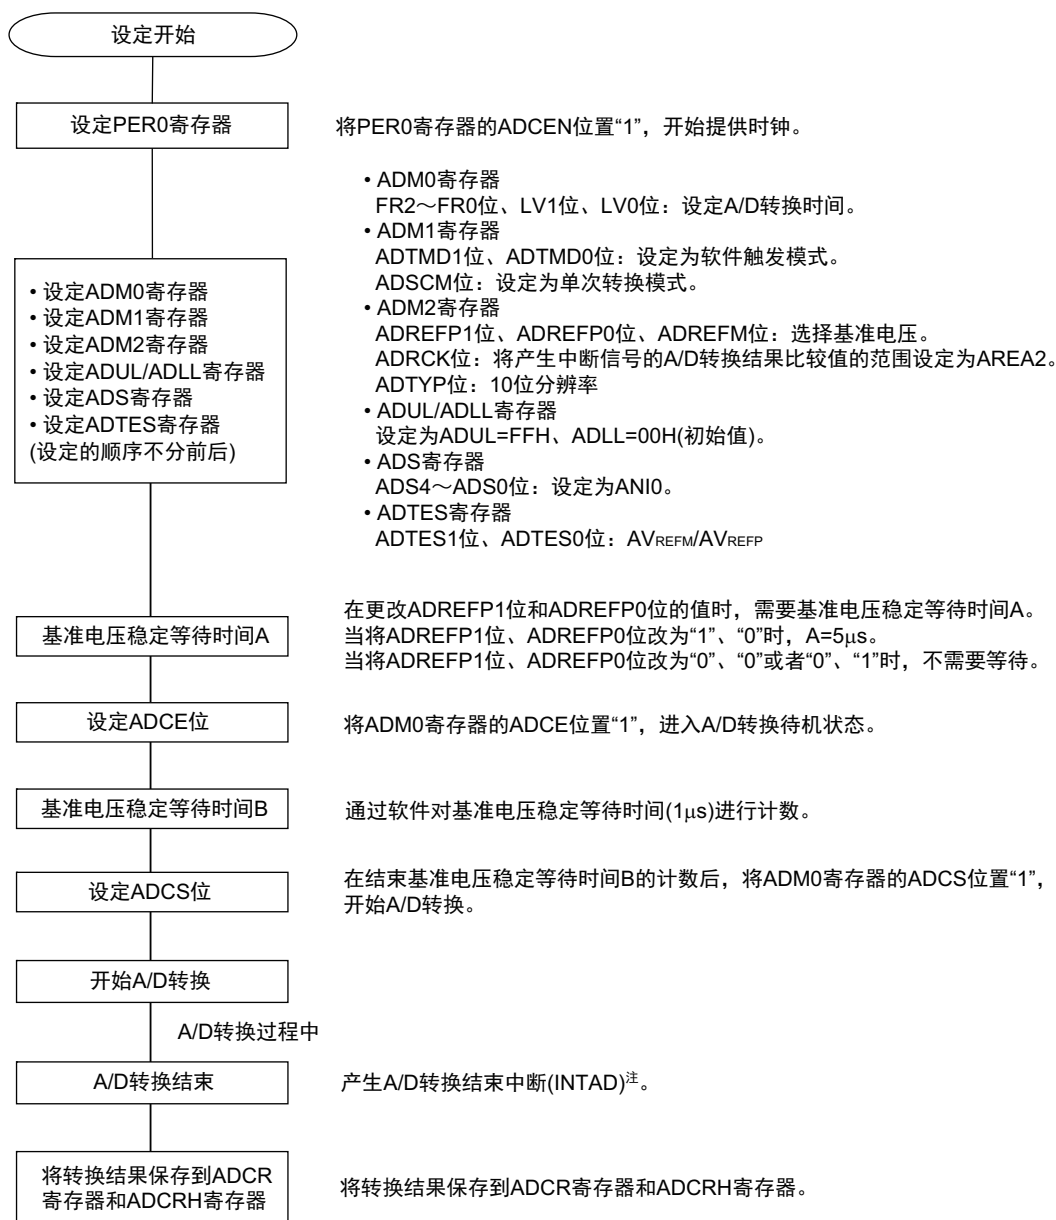 设定开始
设定PER0寄存器
将PER0寄存器的ADCEN位置“1”，开始提供时钟。
• 设定ADM0寄存器
• 设定ADM1寄存器
• 设定ADM2寄存器
• 设定ADUL/ADLL寄存器
• 设定ADS寄存器
• 设定ADTES寄存器
(设定的顺序不分前后)
• ADM0寄存器
FR2～FR0位、LV1位、LV0位：设定A/D转换时间。
• ADM1寄存器
ADTMD1位、ADTMD0位：设定为软件触发模式。
ADSCM位：设定为单次转换模式。
• ADM2寄存器
ADREFP1位、ADREFP0位、ADREFM位：选择基准电压。
ADRCK位：将产生中断信号的A/D转换结果比较值的范围设定为AREA2。
ADTYP位：10位分辨率
• ADUL/ADLL寄存器
设定为ADUL=FFH、ADLL=00H(初始值)。
• ADS寄存器
ADS4～ADS0位：设定为ANI0。
• ADTES寄存器
ADTES1位、ADTES0位：AVREFM/AVREFP
基准电压稳定等待时间A
在更改ADREFP1位和ADREFP0位的值时，需要基准电压稳定等待时间A。
当将ADREFP1位、ADREFP0位改为“1”、“0”时，A=5μs。
当将ADREFP1位、ADREFP0位改为“0”、“0”或者“0”、“1”时，不需要等待。
设定ADCE位
将ADM0寄存器的ADCE位置“1”，进入A/D转换待机状态。
基准电压稳定等待时间B
通过软件对基准电压稳定等待时间(1μs)进行计数。
设定ADCS位
在结束基准电压稳定等待时间B的计数后，将ADM0寄存器的ADCS位置“1”，
开始A/D转换。
开始A/D转换
A/D转换过程中
A/D转换结束
产生A/D转换结束中断(INTAD)注。
将转换结果保存到ADCR
寄存器和ADCRH寄存器
将转换结果保存到ADCR寄存器和ADCRH寄存器。